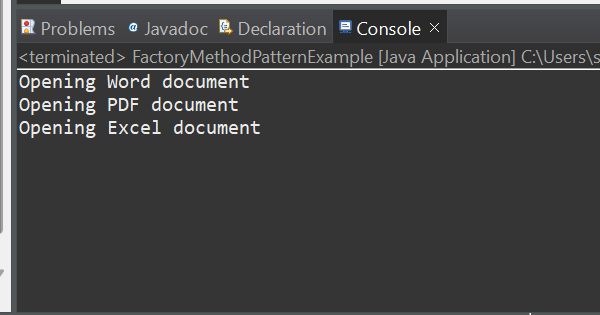 Problems @ Javadoc Declaration Console
<terminated> FactoryMethodPatternExample [Java Application] C:\Users\s
Opening Word document
Opening PDF document
Opening Excel document